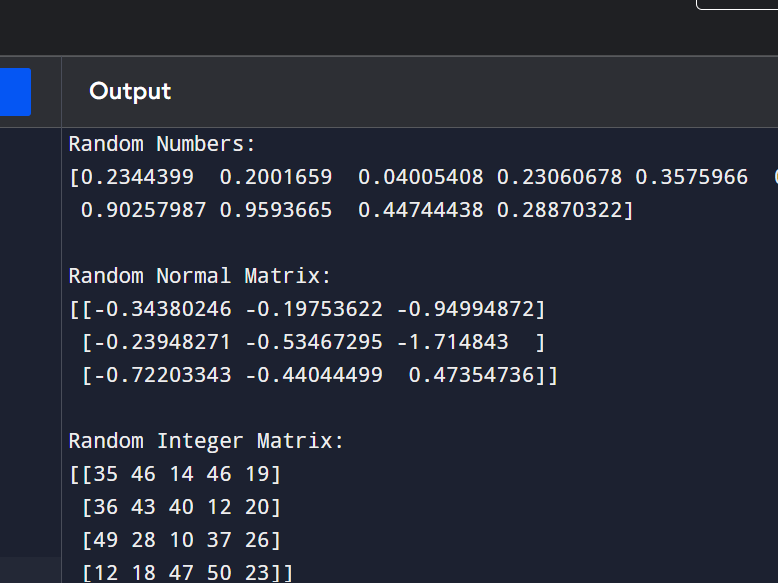 Output
Random Numbers:
[0.2344399  0.2001659  0.04005408 0.23060678 0.3575966
 0.90257987 0.9593665  0.44744438 0.28870322]
Random Normal Matrix:
[[-0.34380246 -0.19753622 -0.94994872]
 [-0.23948271 -0.53467295 -1.714843  ]
 [-0.72203343 -0.44044499  0.47354736]]
Random Integer Matrix:
[[35 46 14 46 19]
 [36 43 40 12 20]
 [49 28 10 37 26]
 [12 18 47 50 23]]